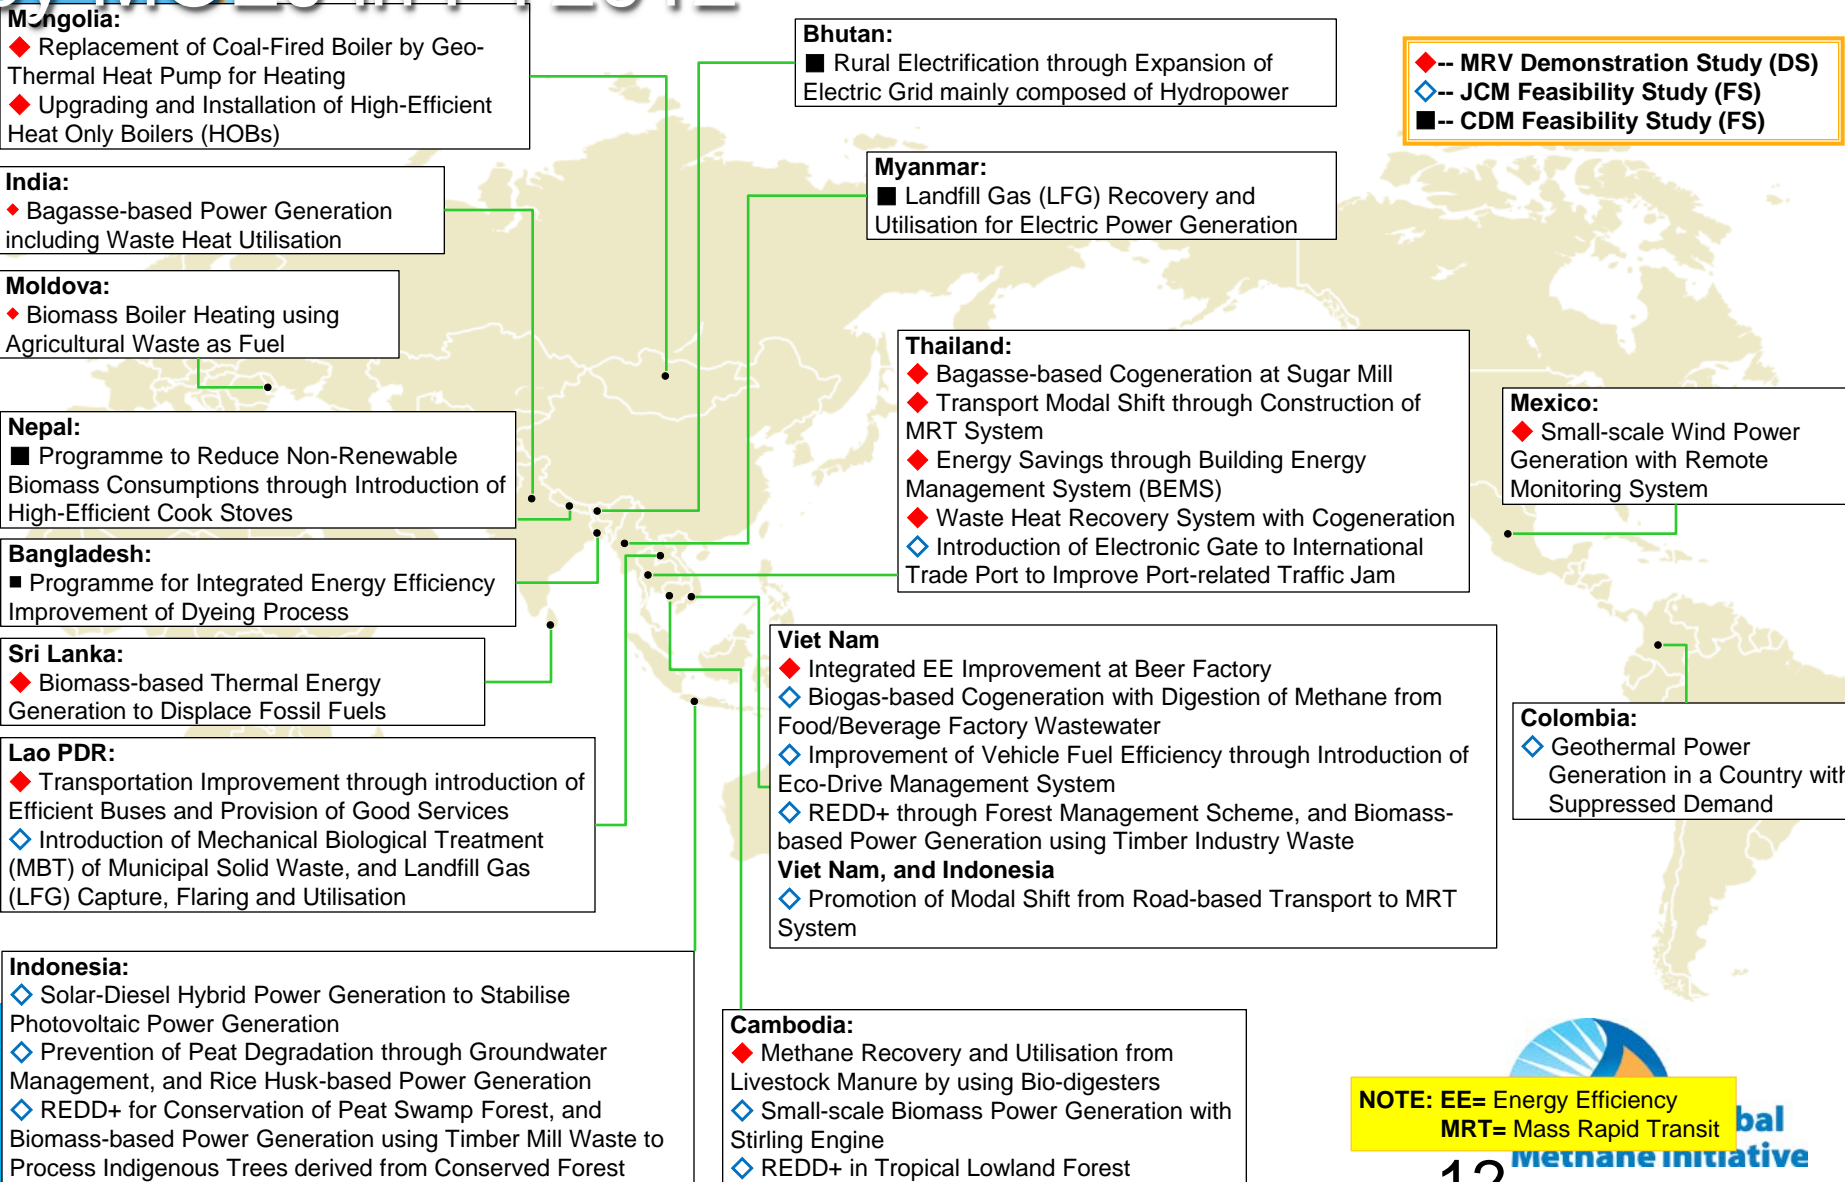 by MOEJ in FY2012
Mongolia:
◆ Replacement of Coal-Fired Boiler by Geo-
Thermal Heat Pump for Heating
◆ Upgrading and Installation of High-Efficient
Heat Only Boilers (HOBs)
Bhutan:
■ Rural Electrification through Expansion of
Electric Grid mainly composed of Hydropower
◆-- MRV Demonstration Study (DS)
◇-- JCM Feasibility Study (FS)
■-- CDM Feasibility Study (FS)
India:
◆ Bagasse-based Power Generation
including Waste Heat Utilisation
Myanmar:
■ Landfill Gas (LFG) Recovery and
Utilisation for Electric Power Generation
Moldova:
◆ Biomass Boiler Heating using
Agricultural Waste as Fuel
Thailand:
◆ Bagasse-based Cogeneration at Sugar Mill
◆ Transport Modal Shift through Construction of
MRT System
◆ Energy Savings through Building Energy
Management System (BEMS)
◆ Waste Heat Recovery System with Cogeneration
◇ Introduction of Electronic Gate to International
Trade Port to Improve Port-related Traffic Jam
Mexico:
◆ Small-scale Wind Power
Generation with Remote
Monitoring System
Nepal:
■ Programme to Reduce Non-Renewable
Biomass Consumptions through Introduction of
High-Efficient Cook Stoves
Bangladesh:
■ Programme for Integrated Energy Efficiency
Improvement of Dyeing Process
Sri Lanka:
◆ Biomass-based Thermal Energy
Generation to Displace Fossil Fuels
Viet Nam
◆ Integrated EE Improvement at Beer Factory
◇ Biogas-based Cogeneration with Digestion of Methane from
Food/Beverage Factory Wastewater
◇ Improvement of Vehicle Fuel Efficiency through Introduction of
Eco-Drive Management System
◇ REDD+ through Forest Management Scheme, and Biomass-
based Power Generation using Timber Industry Waste
Viet Nam, and Indonesia
◇ Promotion of Modal Shift from Road-based Transport to MRT
System
Colombia:
◇ Geothermal Power
Generation in a Country with
Suppressed Demand
Lao PDR:
◆ Transportation Improvement through introduction of
Efficient Buses and Provision of Good Services
◇ Introduction of Mechanical Biological Treatment
(MBT) of Municipal Solid Waste, and Landfill Gas
(LFG) Capture, Flaring and Utilisation
Indonesia:
◇ Solar-Diesel Hybrid Power Generation to Stabilise
Photovoltaic Power Generation
◇ Prevention of Peat Degradation through Groundwater
Management, and Rice Husk-based Power Generation
◇ REDD+ for Conservation of Peat Swamp Forest, and
Biomass-based Power Generation using Timber Mill Waste to
Process Indigenous Trees derived from Conserved Forest
Cambodia:
◆ Methane Recovery and Utilisation from
Livestock Manure by using Bio-digesters
◇ Small-scale Biomass Power Generation with
Stirling Engine
◇ REDD+ in Tropical Lowland Forest
NOTE: EE= Energy Efficiency
MRT= Mass Rapid Transit
bal
Methane Initiative
12